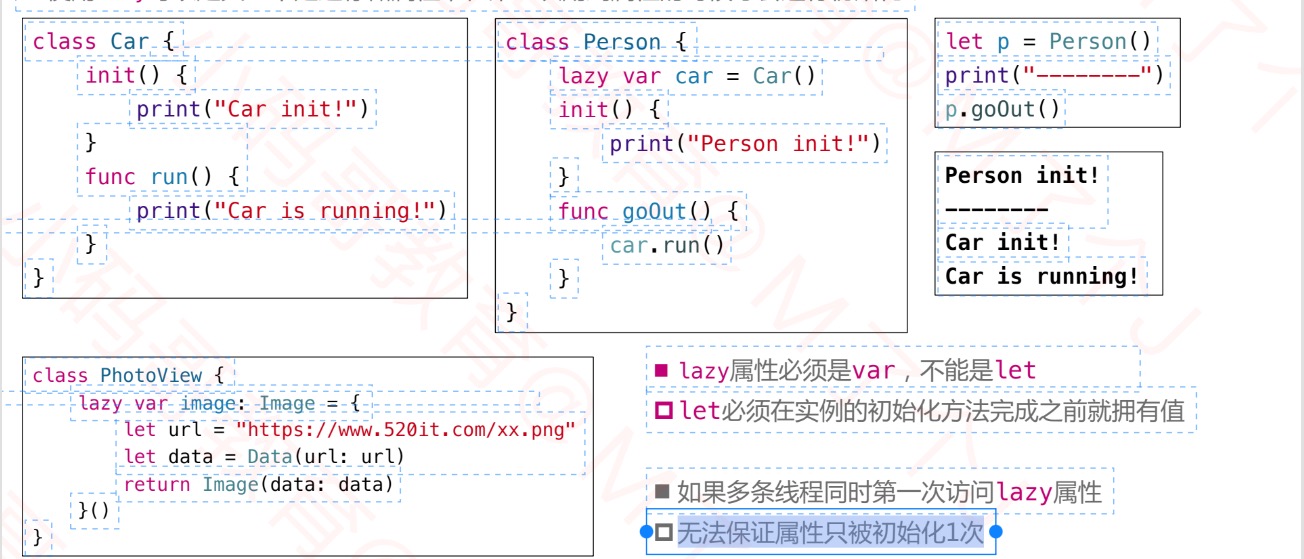 class Car {
    init() {
        print("Car init!")
    }
    func run() {
        print("Car is running!")
    }
}
class Person {
    lazy var car = Car()
    init() {
        print("Person init!")
    }
    func goOut() {
        car.run()
    }
}
let p = Person()
print("--------")
p.goOut()
Person init!
--------
Car init!
Car is running!
class PhotoView {
    lazy var image: Image = {
        let url = "https://www.520it.com/xx.png"
        let data = Data(url: url)
        return Image(data: data)
    }()
}
lazy属性必须是var，不能是let
let必须在实例的初始化方法完成之前就拥有值
如果多条线程同时第一次访问lazy属性
无法保证属性只被初始化1次